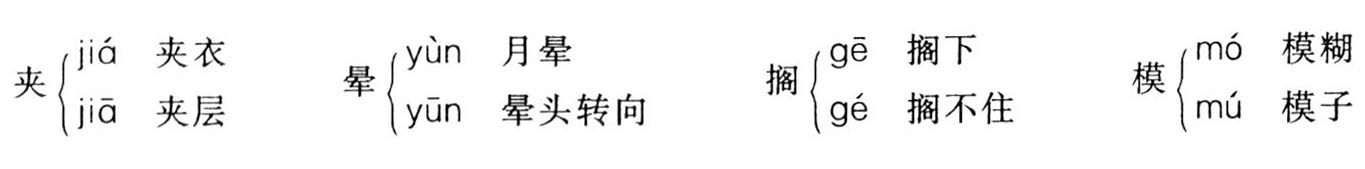 夹 jiá 夹衣 晕 yùn 月晕 搁 gē 搁下 模 mó 模糊
jiā 夹层 yūn 晕头转向 gé 搁不住 mú 模子